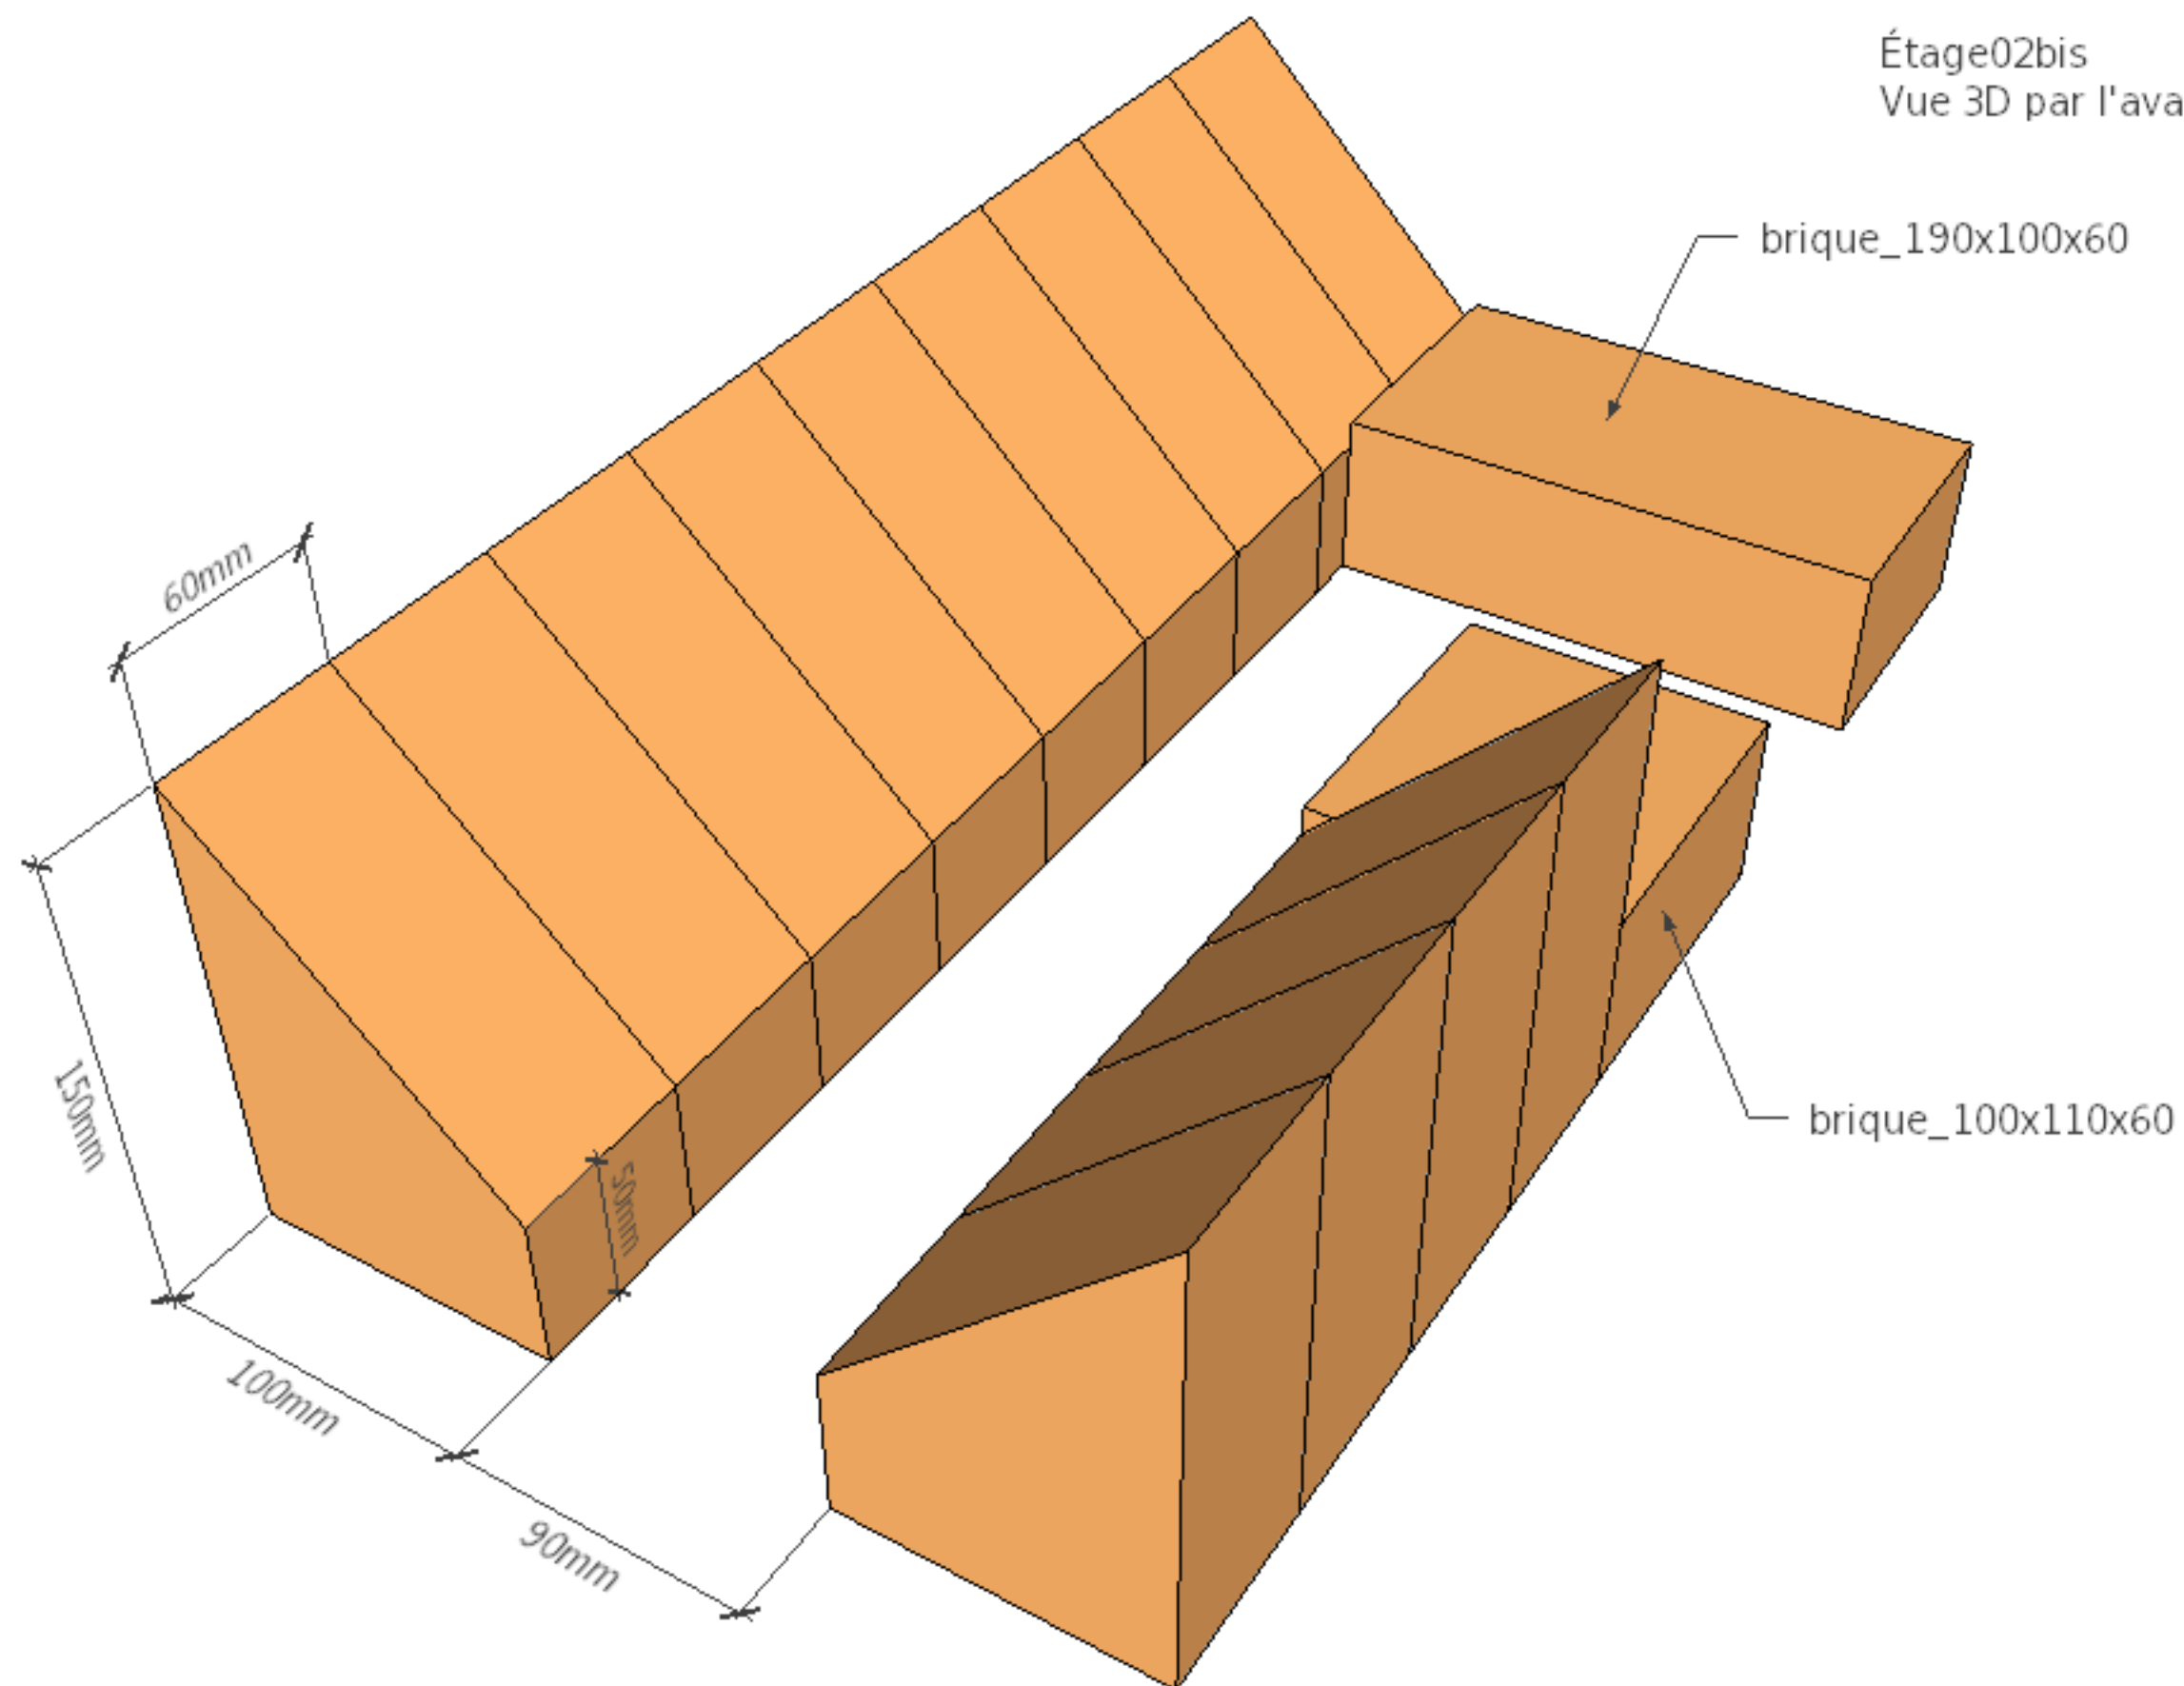 Étage02bis
Vue 3D par l'ava
brique_190x100x60
60mm
150mm
50mm
brique_100x110x60
100mm
90mm